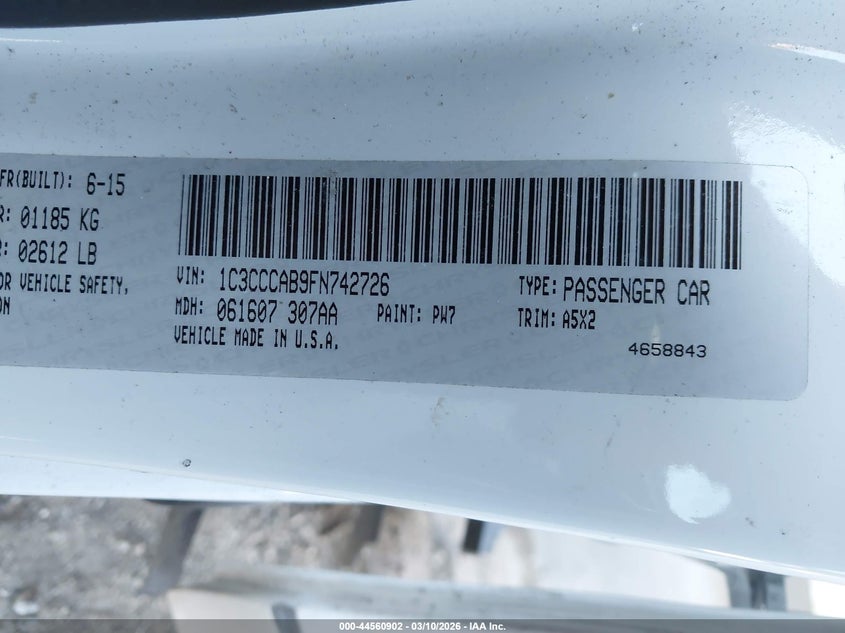 FR(BUILT): 6-15
R: 01185 KG
R: 02612 LB
OR VEHICLE SAFETY,
ON
VIN: 1C3CCCAB9FN742726 TYPE: PASSENGER CAR
MDH: 061607 307AA PAINT: PW7 TRIM: A5X2
VEHICLE MADE IN U.S.A.
4658843
000-44560902 - 03/10/2026 - IAA Inc.